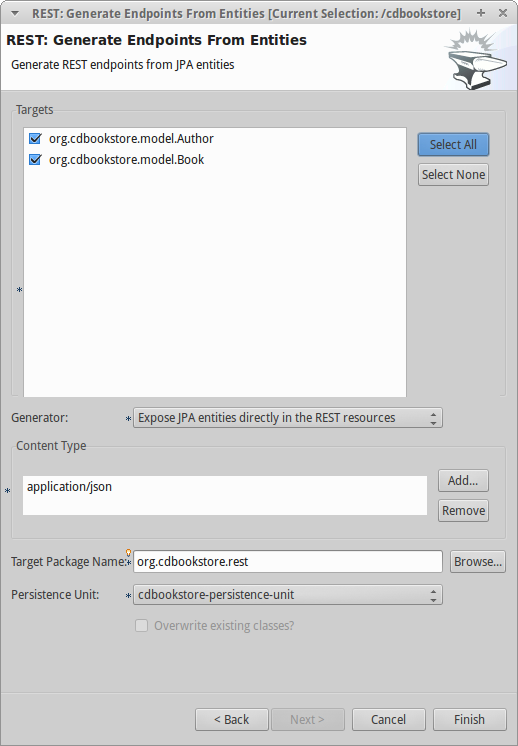 REST: Generate Endpoints From Entities [Current Selection: /cdbookstore]
REST: Generate Endpoints From Entities
Generate REST endpoints from JPA entities
Targets
org.cdbookstore.model.Author
org.cdbookstore.model.Book
Select All
Select None
*
Generator: * Expose JPA entities directly in the REST resources
Content Type
* application/json
Add...
Remove
Target Package Name: * org.cdbookstore.rest Browse...
Persistence Unit: * cdbookstore-persistence-unit
Overwrite existing classes?
< Back Next > Cancel Finish